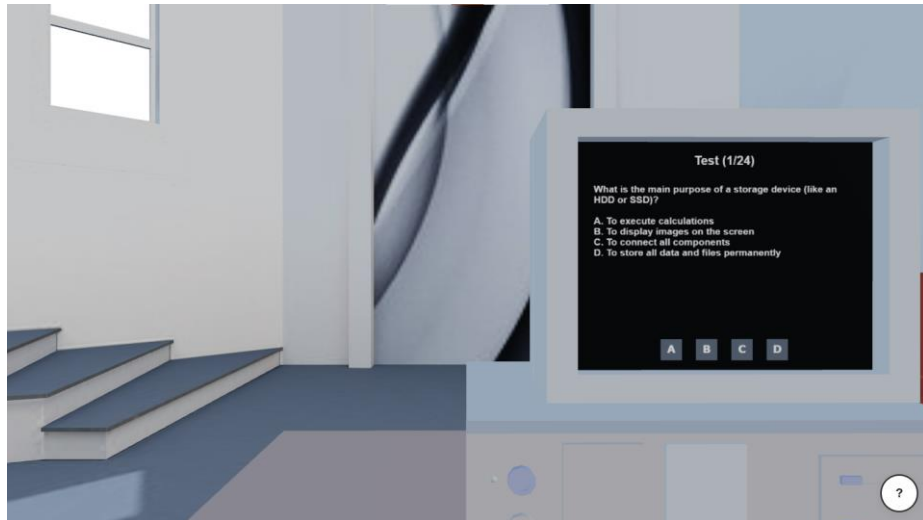 Test (1/24)
What is the main purpose of a storage device (like an
HDD or SSD)?
A. To execute calculations
B. To display images on the screen
C. To connect all components
D. To store all data and files permanently
A B C D
?